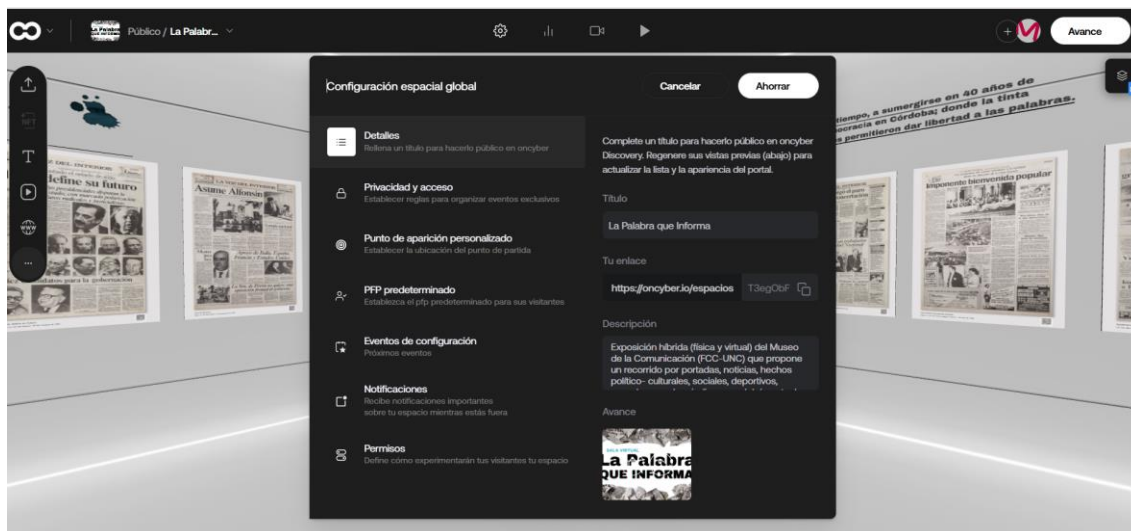 Público / La Palabr...
Avance
Configuración espacial global
Cancelar
Ahorrar
Detalles
Rellena un título para hacerlo público en oncyber
Privacidad y acceso
Establecer reglas para organizar eventos exclusivos
Punto de aparición personalizado
Establecer la ubicación del punto de partida
PFP predeterminado
Establezca el pfp predeterminado para sus visitantes
Eventos de configuración
Próximos eventos
Notificaciones
Recibe notificaciones importantes
sobre tu espacio mientras estás fuera
Permisos
Define cómo experimentarán tus visitantes tu espacio
Complete un título para hacerlo público en oncyber
Discovery. Regenere sus vistas previas (abajo) para
actualizar la lista y la apariencia del portal.
Título
La Palabra que Informa
Tu enlace
https://oncyber.io/espacios
T3egObF
Descripción
Exposición híbrida (física y virtual) del Museo
de la Comunicación (FCC-UNC) que propone
un recorrido por portadas, noticias, hechos
político- culturales, sociales, deportivos,
Avance
SALA VIRTUAL
La Palabra
QUE INFORMA
NFT
T
WWW
efine su futuro
Asume Alfonsín
tiempo, a sumergirse en 40 años de
ocracia en Córdoba; donde la tinta
permitieron dar libertad a las palabras.
Imponente bienvenida popular